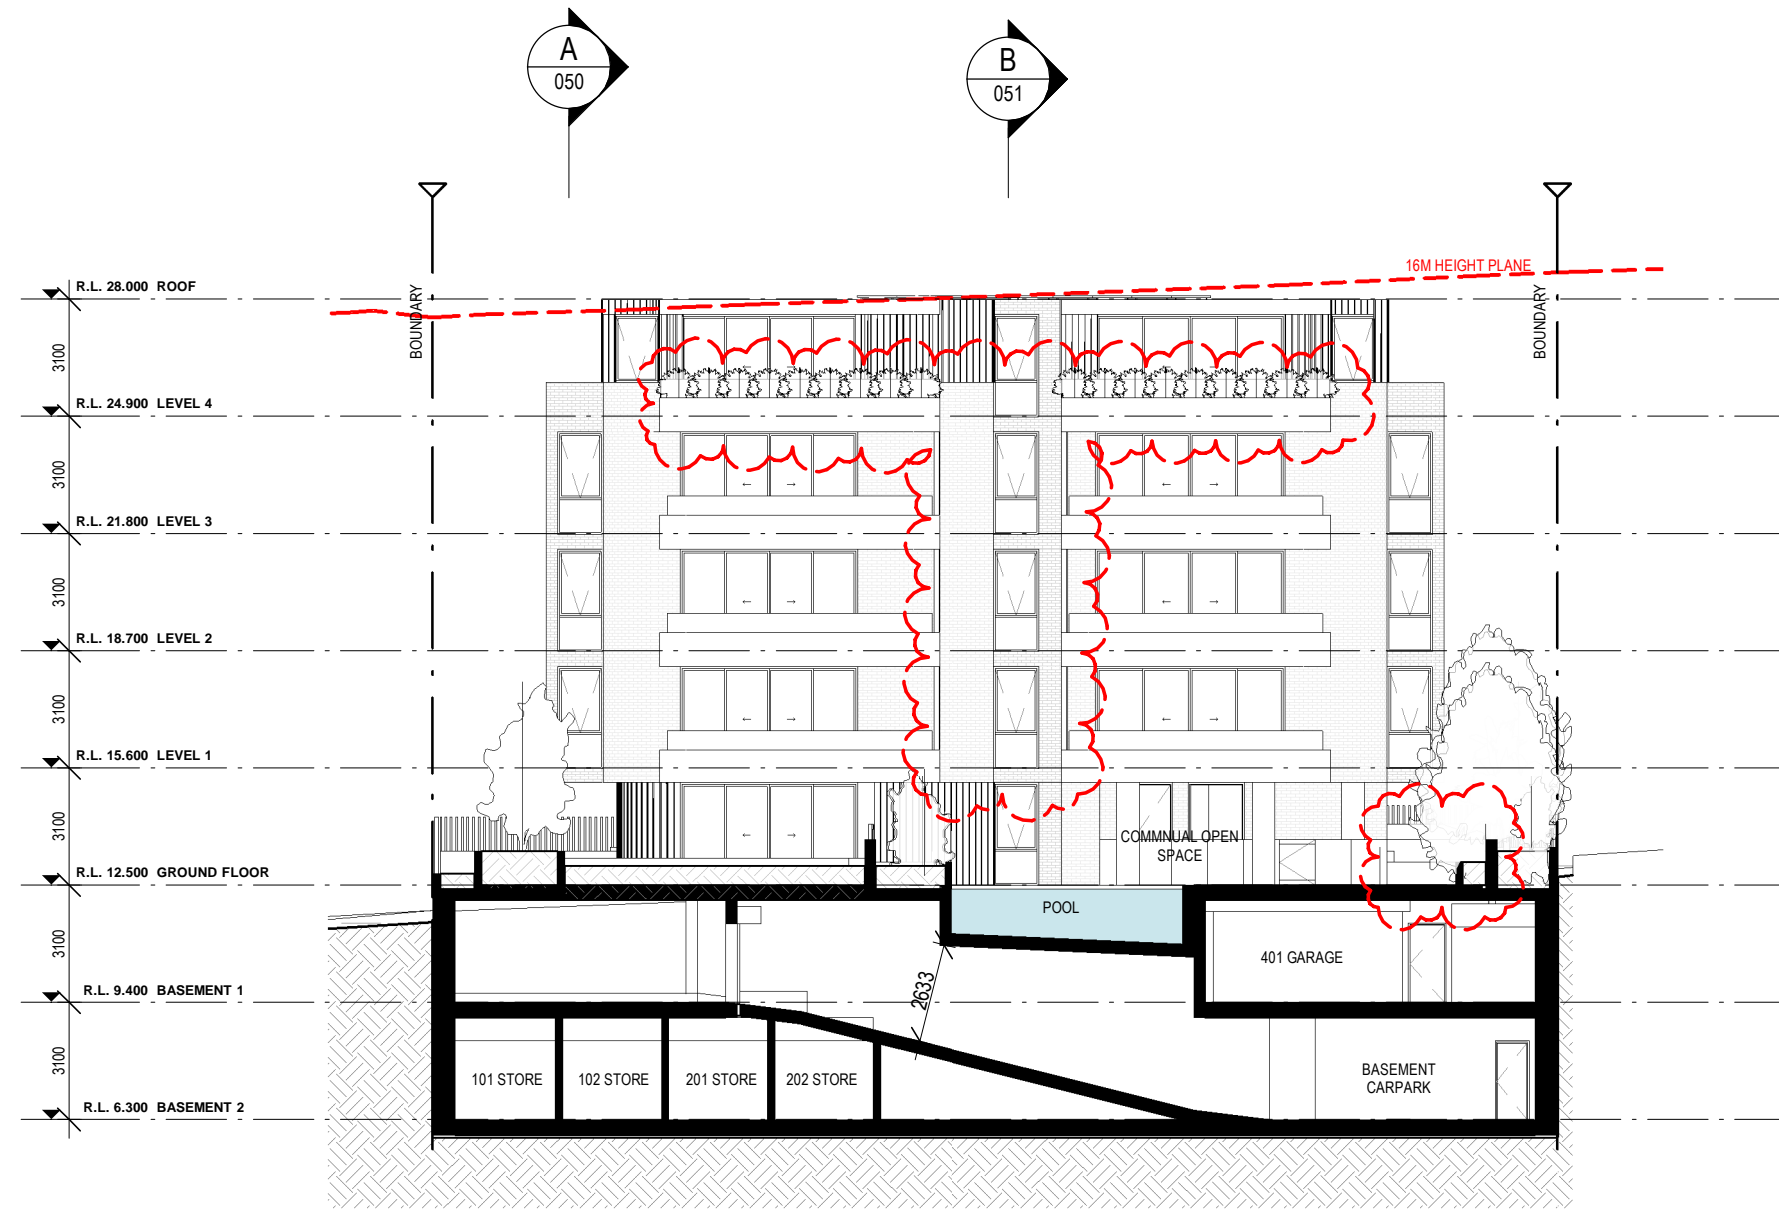 A
050
B
051
16M HEIGHT PLANE
BOUNDARY
BOUNDARY
R.L. 28.000 ROOF
3100
R.L. 24.900 LEVEL 4
3100
R.L. 21.800 LEVEL 3
3100
R.L. 18.700 LEVEL 2
3100
R.L. 15.600 LEVEL 1
3100
R.L. 12.500 GROUND FLOOR
3100
R.L. 9.400 BASEMENT 1
3100
R.L. 6.300 BASEMENT 2
COMMNUAL OPEN
SPACE
POOL
401 GARAGE
2633
101 STORE
102 STORE
201 STORE
202 STORE
BASEMENT
CARPARK